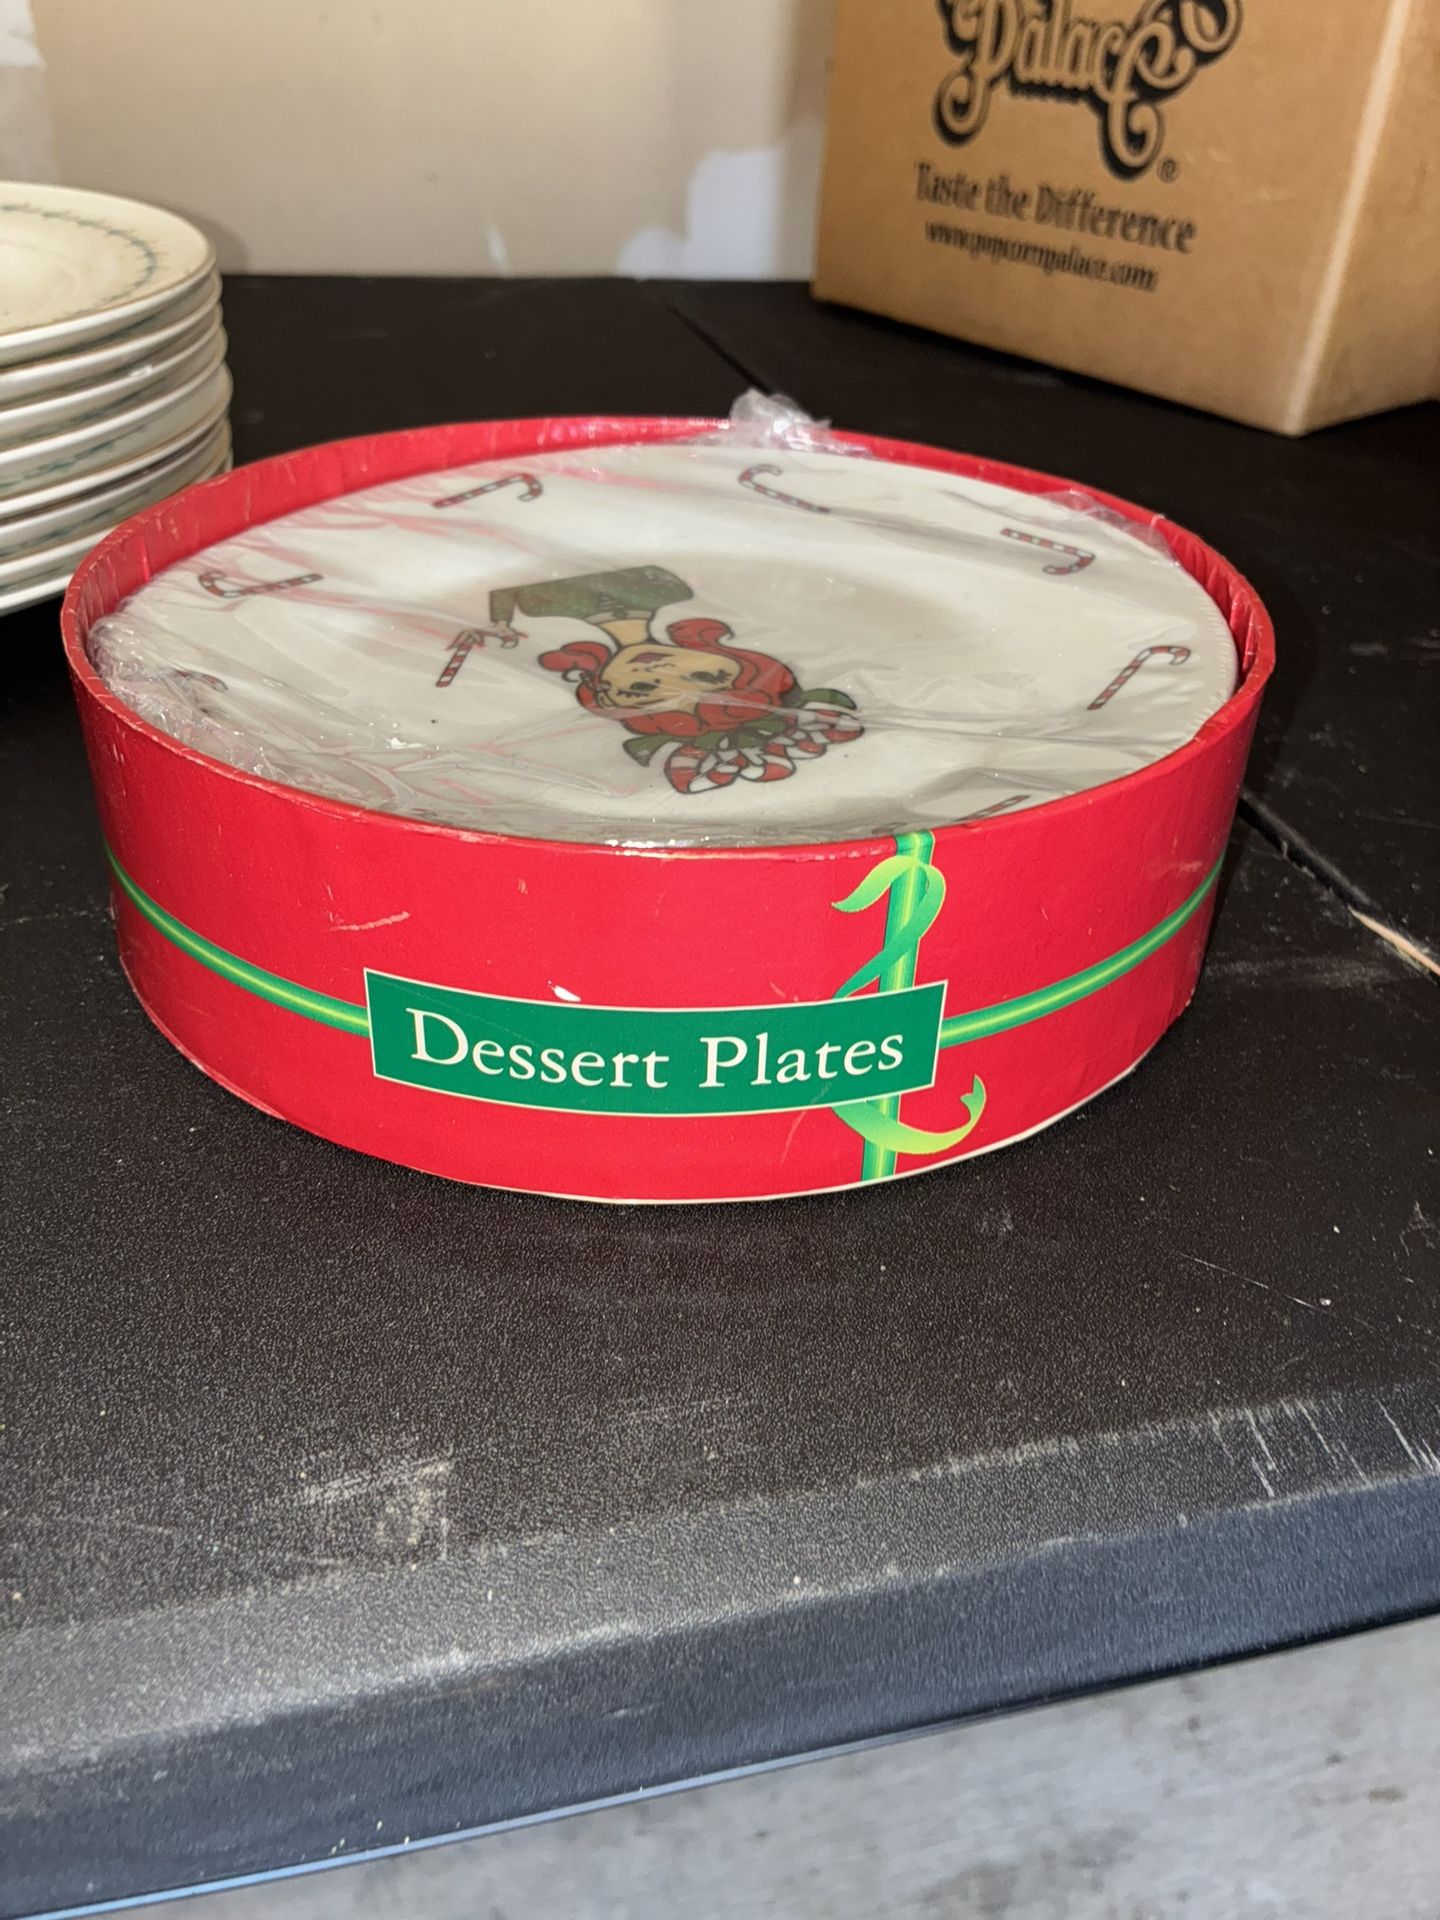 Palace®
Taste the Difference
www.popcornpalace.com
Dessert Plates